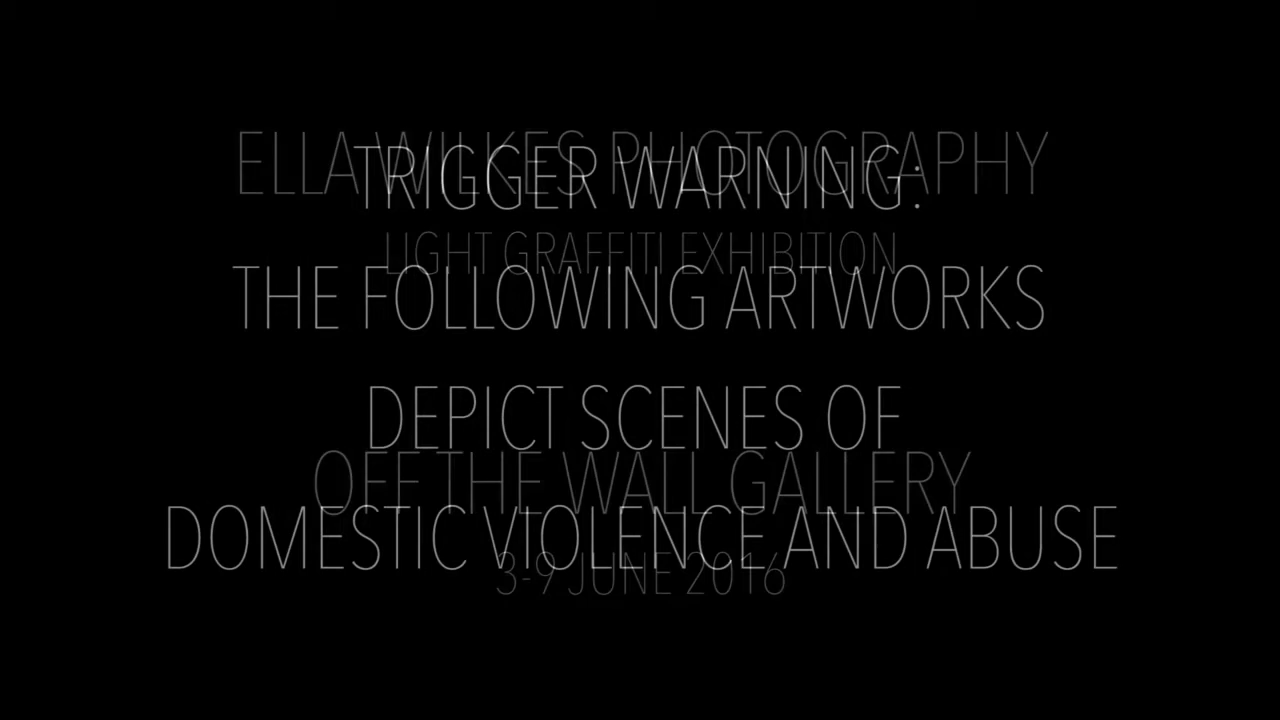 ELLA WILKES PHOTOGRAPHY
TRIGGER WARNING:
LIGHT GRAFFITI EXHIBITION
THE FOLLOWING ARTWORKS
DEPICT SCENES OF
OFF THE WALL GALLERY
DOMESTIC VIOLENCE AND ABUSE
3-9 JUNE 2016